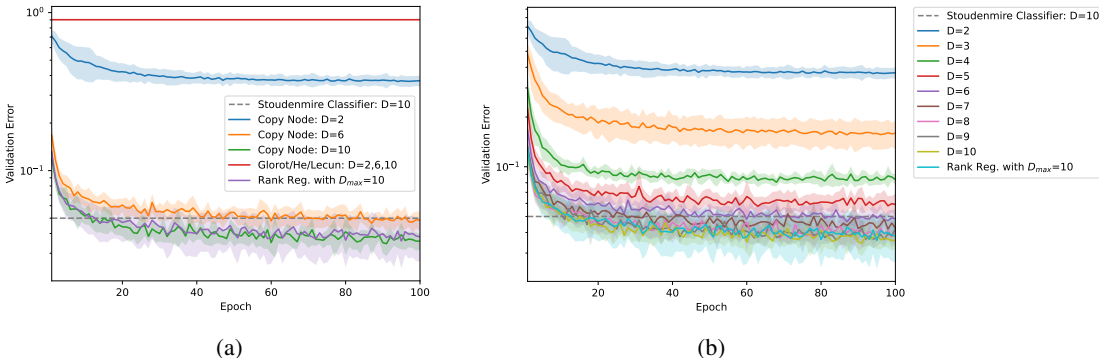 10⁰
10⁻¹
Validation Error
20
40
60
80
100
Epoch
Stoudenmire Classifier: D=10
Copy Node: D=2
Copy Node: D=6
Copy Node: D=10
Glorot/He/Lecun: D=2,6,10
Rank Reg. with D_max=10
(a)
10⁻¹
Validation Error
20
40
60
80
100
Epoch
Stoudenmire Classifier: D=10
D=2
D=3
D=4
D=5
D=6
D=7
D=8
D=9
D=10
Rank Reg. with D_max=10
(b)